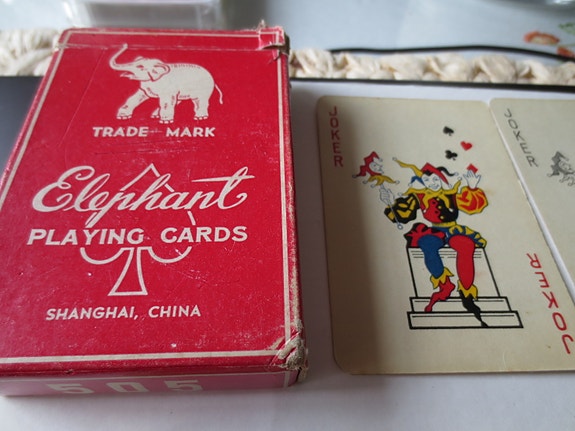 TRADE-MARK
Elephant
PLAYING CARDS
SHANGHAI, CHINA
505
JOKER
JOKER
JOKER